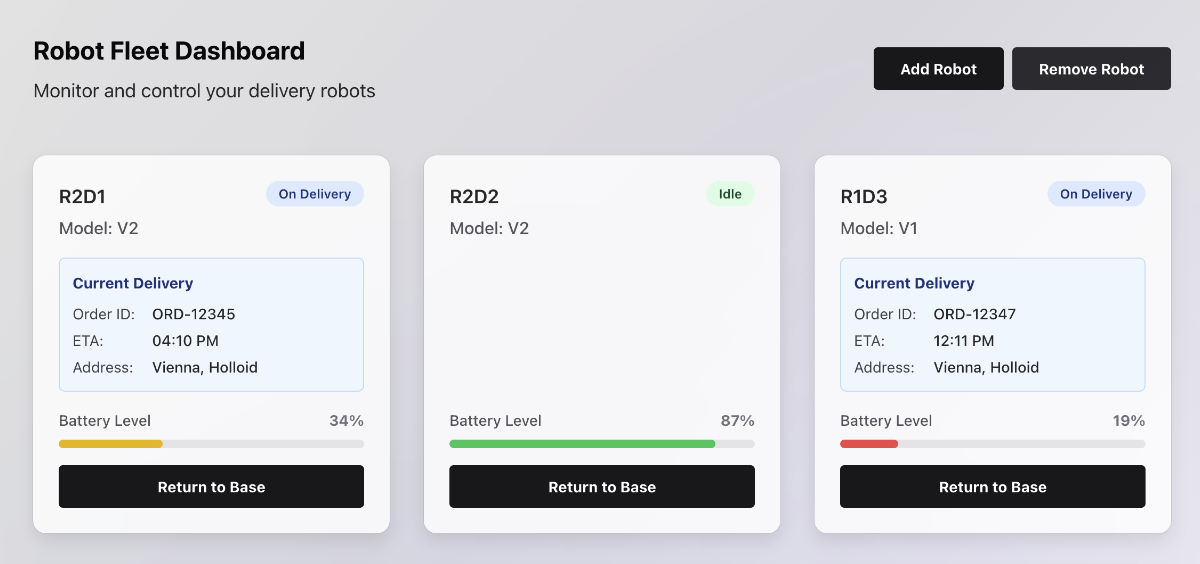 Robot Fleet Dashboard
Monitor and control your delivery robots
Add Robot
Remove Robot
R2D1
On Delivery
Model: V2
Current Delivery
Order ID: ORD-12345
ETA: 04:10 PM
Address: Vienna, Holloid
Battery Level 34%
Return to Base
R2D2
Idle
Model: V2
Battery Level 87%
Return to Base
R1D3
On Delivery
Model: V1
Current Delivery
Order ID: ORD-12347
ETA: 12:11 PM
Address: Vienna, Holloid
Battery Level 19%
Return to Base